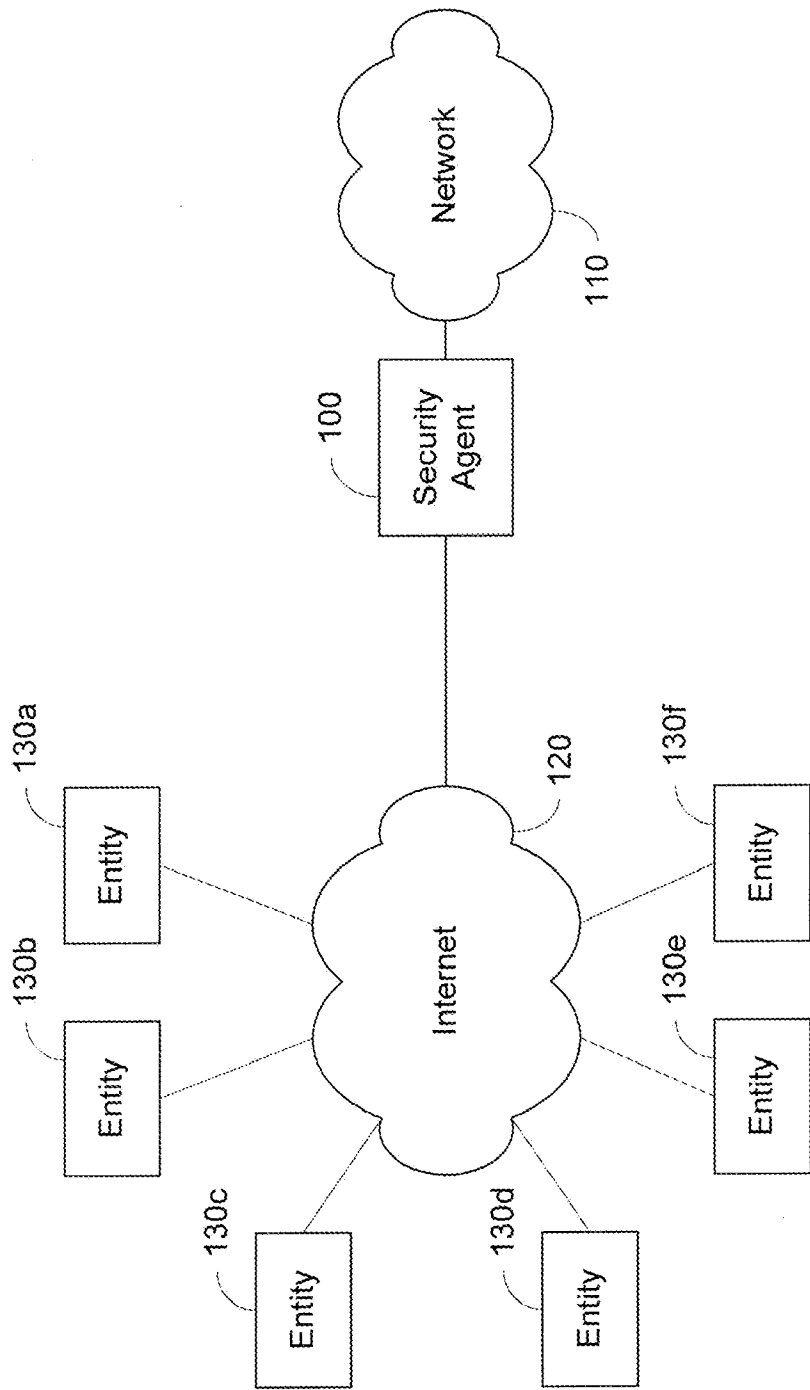 130a
Entity
130b
Entity
130c
Entity
130d
Entity
130e
Entity
130f
Entity
Internet
120
100
Security
Agent
Network
110